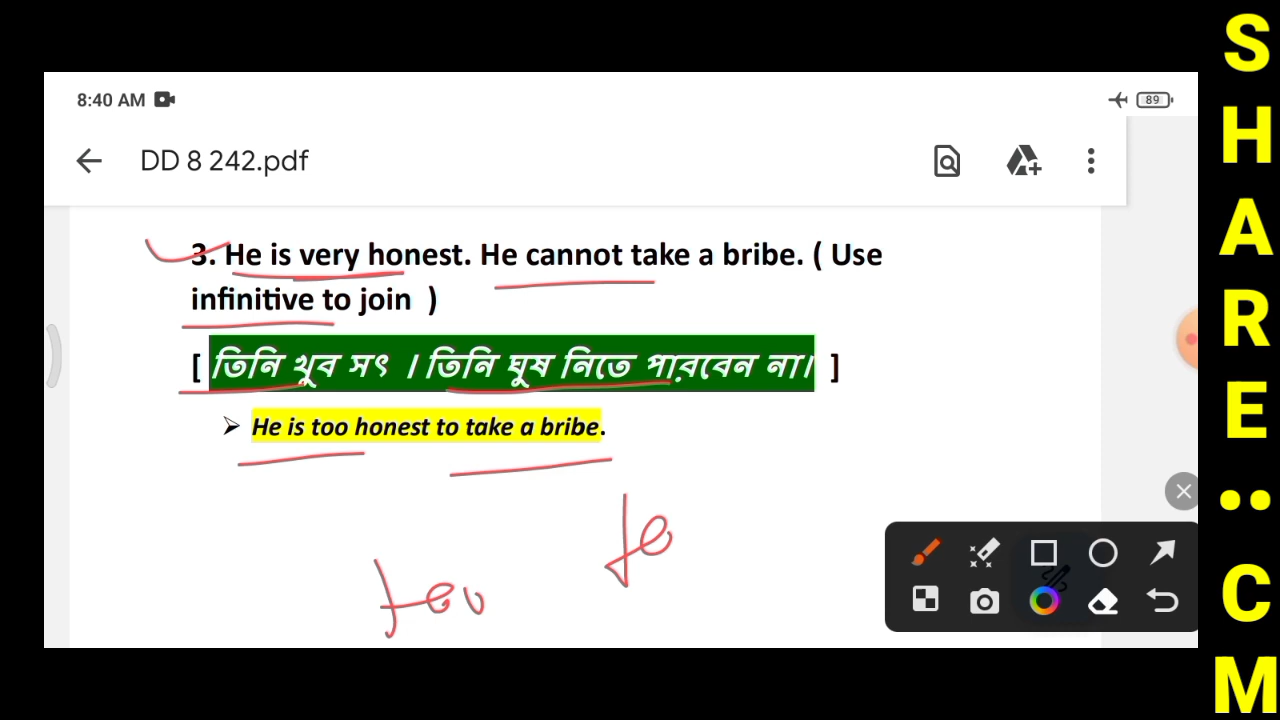 8:40 AM
89
DD 8 242.pdf
3. He is very honest. He cannot take a bribe. ( Use
infinitive to join )
[ তিনি খুব সৎ । তিনি ঘুষ নিতে পারবেন না। ]
➢ He is too honest to take a bribe.
to
too
S
H
A
R
E
••
C
M